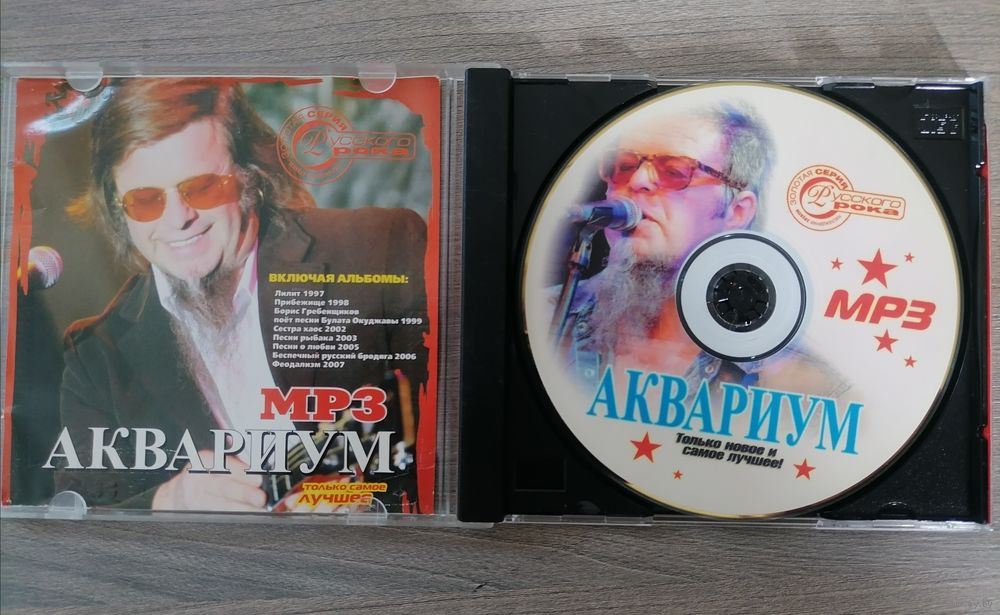 ЗОЛОТАЯ СЕРИЯ
Русского
рока
ВКЛЮЧАЯ АЛЬБОМЫ:
Лилит 1997
Прибежище 1998
Борис Гребенщиков
поёт песни Булата Окуджавы 1999
Сестра хаос 2002
Песни рыбака 2003
Песни о любви 2005
Беспечный русский бродяга 2006
Феодализм 2007
МР3
АКВАРИУМ
только самое
лучшее
ЗОЛОТАЯ СЕРИЯ
Русского
рока
МР3
АКВАРИУМ
Только новое и
самое лучшее!